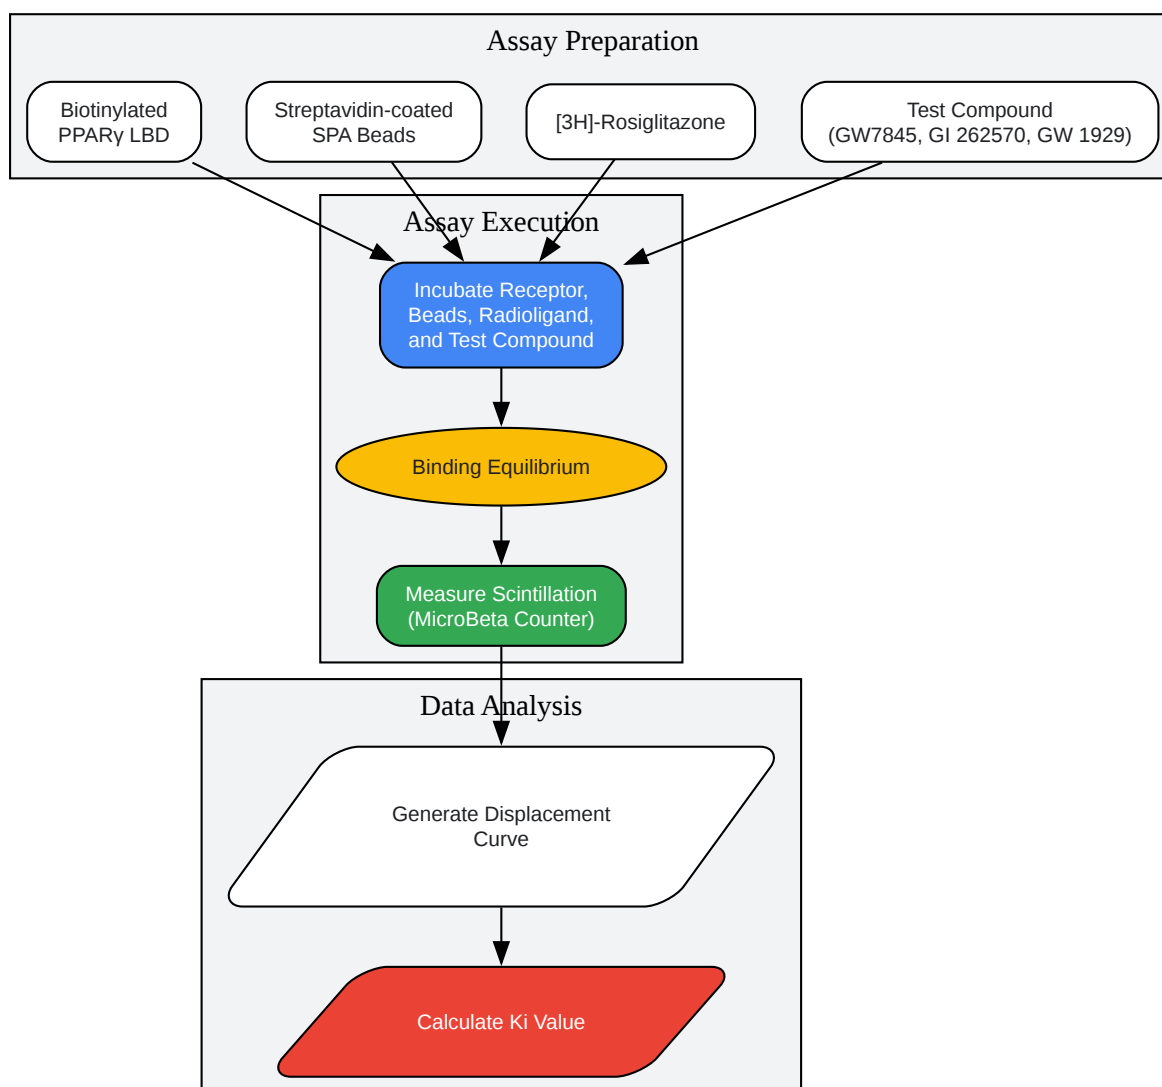 Assay Preparation
Biotinylated
PPARγ LBD
Streptavidin-coated
SPA Beads
[3H]-Rosiglitazone
Test Compound
(GW7845, GI 262570, GW 1929)
Assay Execution
Incubate Receptor,
Beads, Radioligand,
and Test Compound
Binding Equilibrium
Measure Scintillation
(MicroBeta Counter)
Data Analysis
Generate Displacement
Curve
Calculate Ki Value